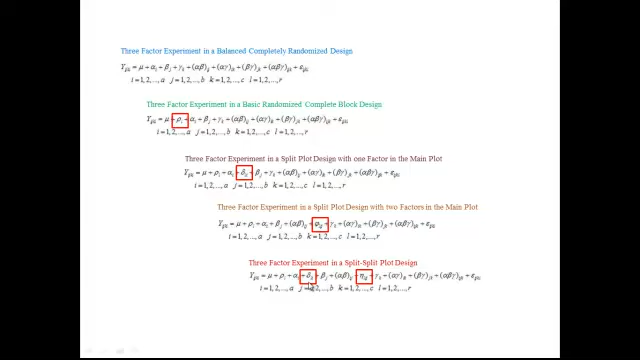 Three Factor Experiment in a Balanced Completely Randomized Design
Y_ijkl = μ + α_i + β_j + γ_k + (αβ)_ij + (αγ)_ik + (βγ)_jk + (αβγ)_ijk + ε_ijkl
i = 1,2,..., a j = 1,2,..., b k = 1,2,..., c l = 1,2,..., r
Three Factor Experiment in a Basic Randomized Complete Block Design
Y_ijkl = μ + ρ_l + α_i + β_j + γ_k + (αβ)_ij + (αγ)_ik + (βγ)_jk + (αβγ)_ijk + ε_ijkl
i = 1,2,..., a j = 1,2,..., b k = 1,2,..., c l = 1,2,..., r
Three Factor Experiment in a Split Plot Design with one Factor in the Main Plot
Y_ijkl = μ + ρ_l + α_i + δ_il + β_j + γ_k + (αβ)_ij + (αγ)_ik + (βγ)_jk + (αβγ)_ijk + ε_ijkl
i = 1,2,..., a j = 1,2,..., b k = 1,2,..., c l = 1,2,..., r
Three Factor Experiment in a Split Plot Design with two Factors in the Main Plot
Y_ijkl = μ + ρ_l + α_i + β_j + (αβ)_ij + φ_ijl + γ_k + (αγ)_ik + (βγ)_jk + (αβγ)_ijk + ε_ijkl
i = 1,2,..., a j = 1,2,..., b k = 1,2,..., c l = 1,2,..., r
Three Factor Experiment in a Split-Split Plot Design
Y_ijkl = μ + ρ_l + α_i + δ_il + β_j + (αβ)_ij + η_ijl + γ_k + (αγ)_ik + (βγ)_jk + (αβγ)_ijk + ε_ijkl
i = 1,2,..., a j = 1,2,..., b k = 1,2,..., c l = 1,2,..., r